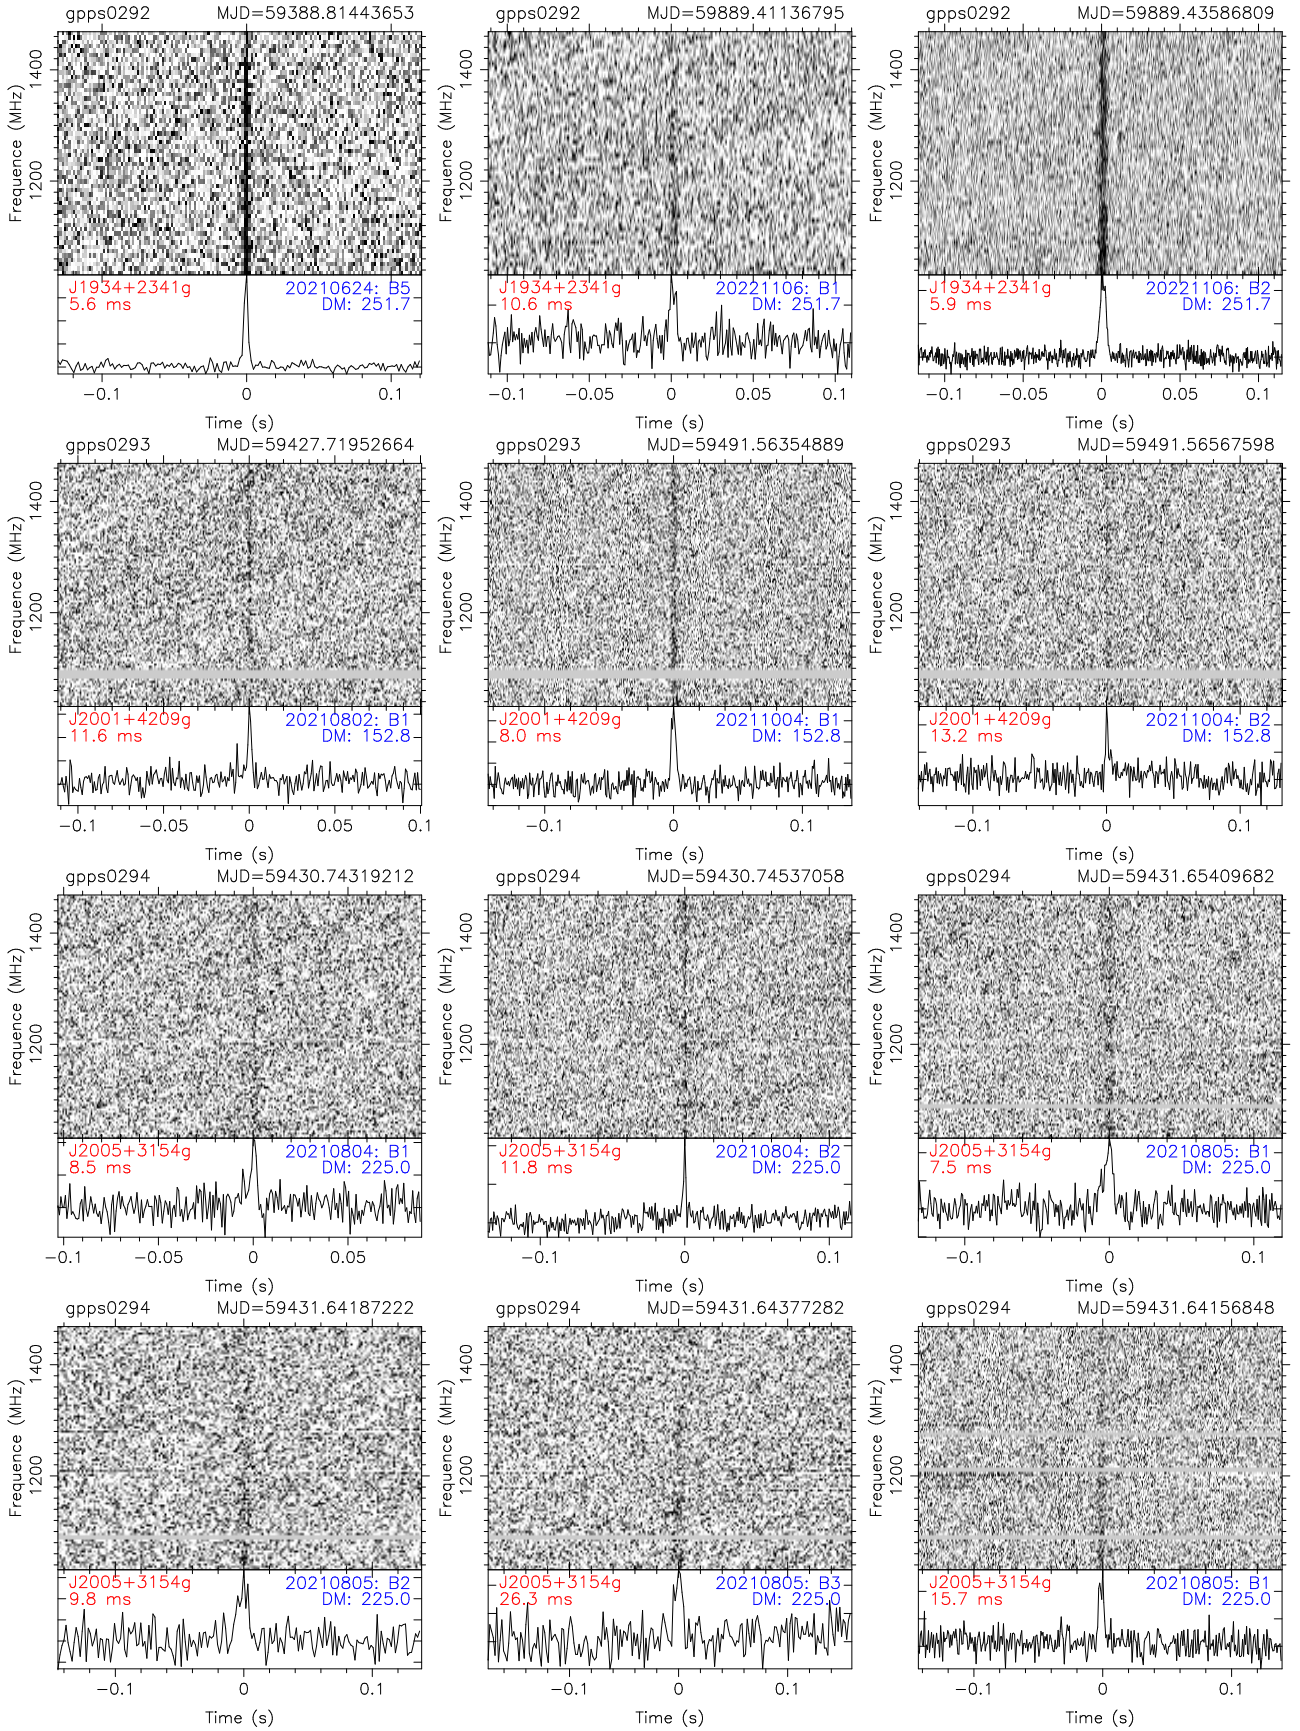 gpps0292 MJD=59388.81443653
Frequence (MHz)
1400
1200
J1934+2341g 20210624: B5
5.6 ms DM: 251.7
−0.1 0 0.1
Time (s)
gpps0292 MJD=59889.41136795
Frequence (MHz)
1400
1200
J1934+2341g 20221106: B1
10.6 ms DM: 251.7
−0.1 −0.05 0 0.05 0.1
Time (s)
gpps0292 MJD=59889.43586809
Frequence (MHz)
1400
1200
J1934+2341g 20221106: B2
5.9 ms DM: 251.7
−0.1 −0.05 0 0.05 0.1
Time (s)
gpps0293 MJD=59427.71952664
Frequence (MHz)
1400
1200
J2001+4209g 20210802: B1
11.6 ms DM: 152.8
−0.1 −0.05 0 0.05 0.1
Time (s)
gpps0293 MJD=59491.56354889
Frequence (MHz)
1400
1200
J2001+4209g 20211004: B1
8.0 ms DM: 152.8
−0.1 0 0.1
Time (s)
gpps0293 MJD=59491.56567598
Frequence (MHz)
1400
1200
J2001+4209g 20211004: B2
13.2 ms DM: 152.8
−0.1 0 0.1
Time (s)
gpps0294 MJD=59430.74319212
Frequence (MHz)
1400
1200
J2005+3154g 20210804: B1
8.5 ms DM: 225.0
−0.1 −0.05 0 0.05
Time (s)
gpps0294 MJD=59430.74537058
Frequence (MHz)
1400
1200
J2005+3154g 20210804: B2
11.8 ms DM: 225.0
−0.1 0 0.1
Time (s)
gpps0294 MJD=59431.65409682
Frequence (MHz)
1400
1200
J2005+3154g 20210805: B1
7.5 ms DM: 225.0
−0.1 0 0.1
Time (s)
gpps0294 MJD=59431.64187222
Frequence (MHz)
1400
1200
J2005+3154g 20210805: B2
9.8 ms DM: 225.0
−0.1 0 0.1
Time (s)
gpps0294 MJD=59431.64377282
Frequence (MHz)
1400
1200
J2005+3154g 20210805: B3
26.3 ms DM: 225.0
−0.1 0 0.1
Time (s)
gpps0294 MJD=59431.64156848
Frequence (MHz)
1400
1200
J2005+3154g 20210805: B1
15.7 ms DM: 225.0
−0.1 0 0.1
Time (s)